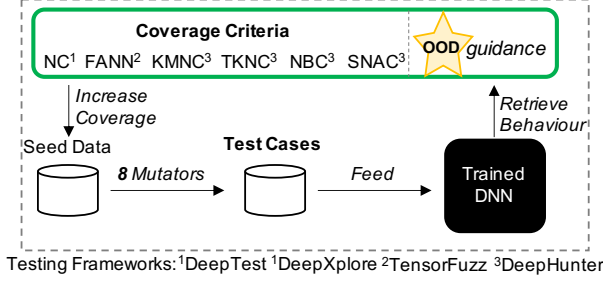 Coverage Criteria
NC¹ FANN² KMNC³ TKNC³ NBC³ SNAC³
OOD guidance
Increase
Coverage
Retrieve
Behaviour
Seed Data
Test Cases
8 Mutators
Feed
Trained
DNN
Testing Frameworks:¹DeepTest ¹DeepXplore ²TensorFuzz ³DeepHunter